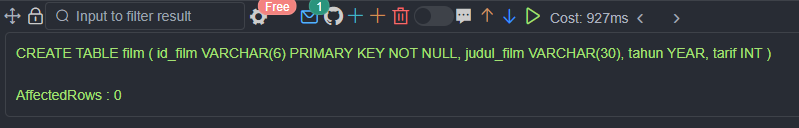 Free
1
Input to filter result
Cost: 927ms
CREATE TABLE film ( id_film VARCHAR(6) PRIMARY KEY NOT NULL, judul_film VARCHAR(30), tahun YEAR, tarif INT )
AffectedRows : 0